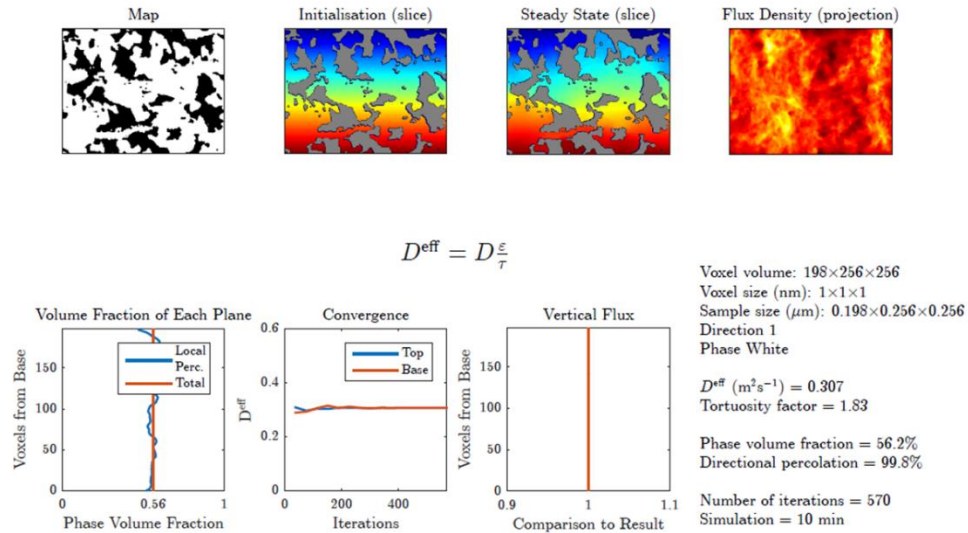 Map
Initialisation (slice)
Steady State (slice)
Flux Density (projection)
D^eff = D ε/τ
Volume Fraction of Each Plane
Voxels from Base
150
100
50
0
Local
Perc.
Total
0
0.56
1
Phase Volume Fraction
Convergence
D^eff
0.6
0.4
0.2
0
Top
Base
0
200
400
Iterations
Vertical Flux
Voxels from Base
150
100
50
0
0.9
1
1.1
Comparison to Result
Voxel volume: 198×256×256
Voxel size (nm): 1×1×1
Sample size (μm): 0.198×0.256×0.256
Direction 1
Phase White
D^eff (m²s⁻¹) = 0.307
Tortuosity factor = 1.83
Phase volume fraction = 56.2%
Directional percolation = 99.8%
Number of iterations = 570
Simulation = 10 min